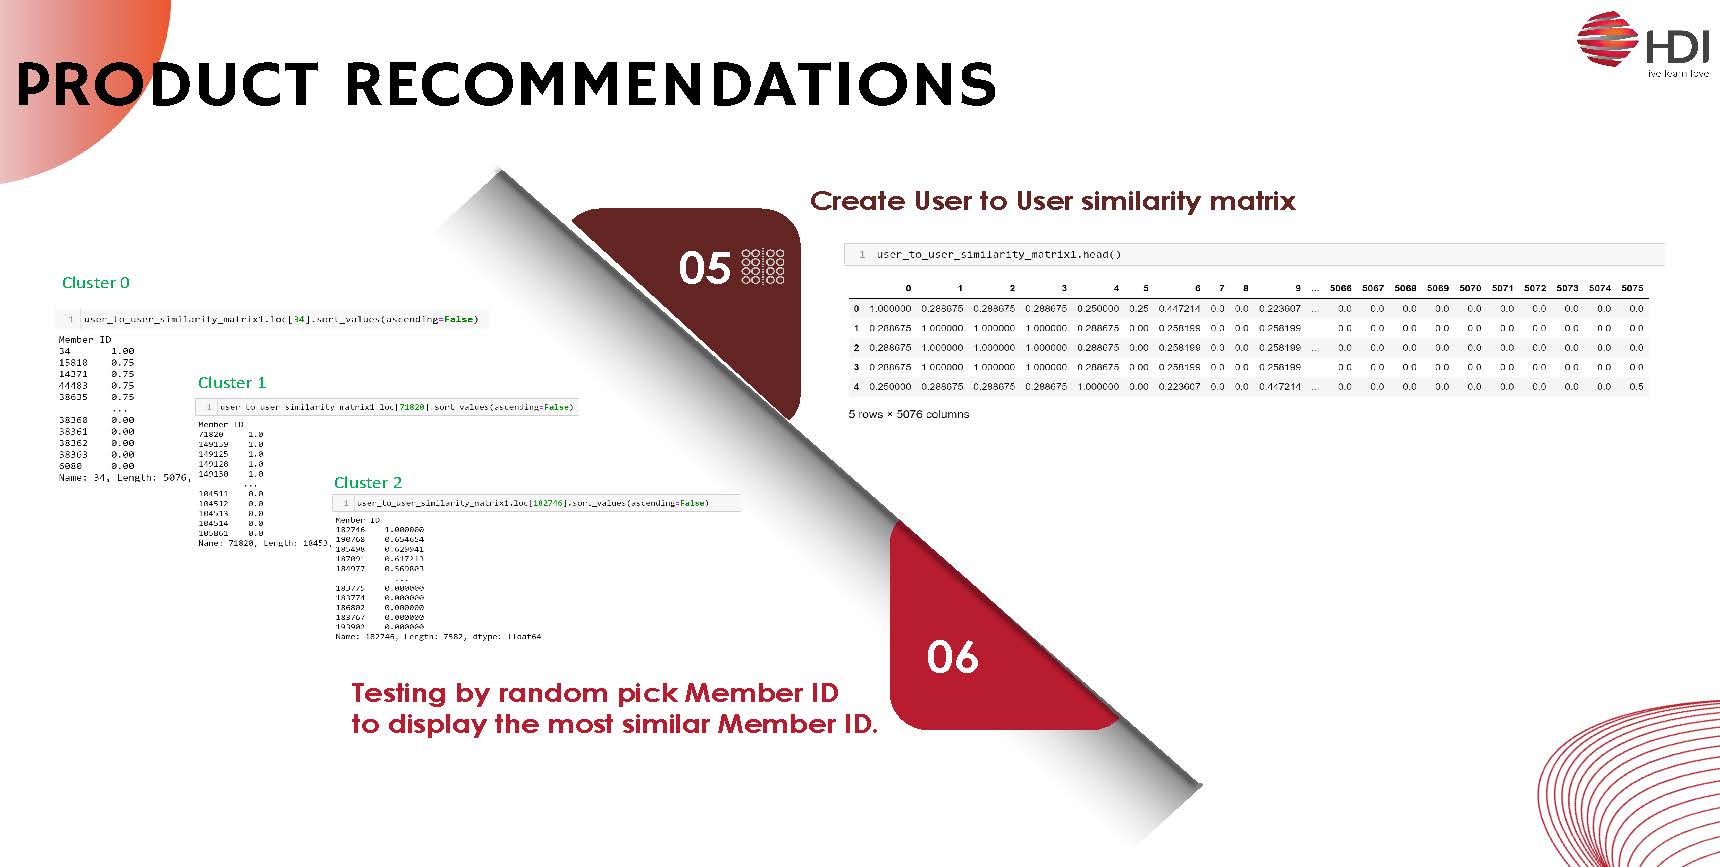 PRODUCT RECOMMENDATIONS
HDI
live learn love
05
Create User to User similarity matrix
1 user_to_user_similarity_matrix1.head()
0 1 2 3 4 5 6 7 8 9 ... 5066 5067 5068 5069 5070 5071 5072 5073 5074 5075
0 1.000000 0.288675 0.288675 0.288675 0.250000 0.25 0.447214 0.0 0.0 0.223607 ... 0.0 0.0 0.0 0.0 0.0 0.0 0.0 0.0 0.0 0.0
1 0.288675 1.000000 1.000000 1.000000 0.288675 0.00 0.258199 0.0 0.0 0.258199 ... 0.0 0.0 0.0 0.0 0.0 0.0 0.0 0.0 0.0 0.0
2 0.288675 1.000000 1.000000 1.000000 0.288675 0.00 0.258199 0.0 0.0 0.258199 ... 0.0 0.0 0.0 0.0 0.0 0.0 0.0 0.0 0.0 0.0
3 0.288675 1.000000 1.000000 1.000000 0.288675 0.00 0.258199 0.0 0.0 0.258199 ... 0.0 0.0 0.0 0.0 0.0 0.0 0.0 0.0 0.0 0.0
4 0.250000 0.288675 0.288675 0.288675 1.000000 0.00 0.223607 0.0 0.0 0.447214 ... 0.0 0.0 0.0 0.0 0.0 0.0 0.0 0.0 0.0 0.5
5 rows × 5076 columns
Cluster 0
1 user_to_user_similarity_matrix1.loc[34].sort_values(ascending=False)
Member ID
34 1.00
15810 0.75
14371 0.75
44483 0.75
38635 0.75
...
38360 0.00
38361 0.00
38362 0.00
38363 0.00
6080 0.00
Name: 34, Length: 5076,
Cluster 1
1 user_to_user_similarity_matrix1.loc[71820].sort_values(ascending=False)
Member ID
71820 1.0
149139 1.0
149125 1.0
149128 1.0
149130 1.0
...
104511 0.0
104512 0.0
104513 0.0
104514 0.0
105861 0.0
Name: 71820, Length: 10453,
Cluster 2
1 user_to_user_similarity_matrix1.loc[182746].sort_values(ascending=False)
Member ID
182746 1.000000
190768 0.654654
185498 0.629941
187091 0.617213
184977 0.569803
...
183775 0.000000
183774 0.000000
186802 0.000000
183767 0.000000
193902 0.000000
Name: 182746, Length: 7582, dtype: float64
06
Testing by random pick Member ID
to display the most similar Member ID.